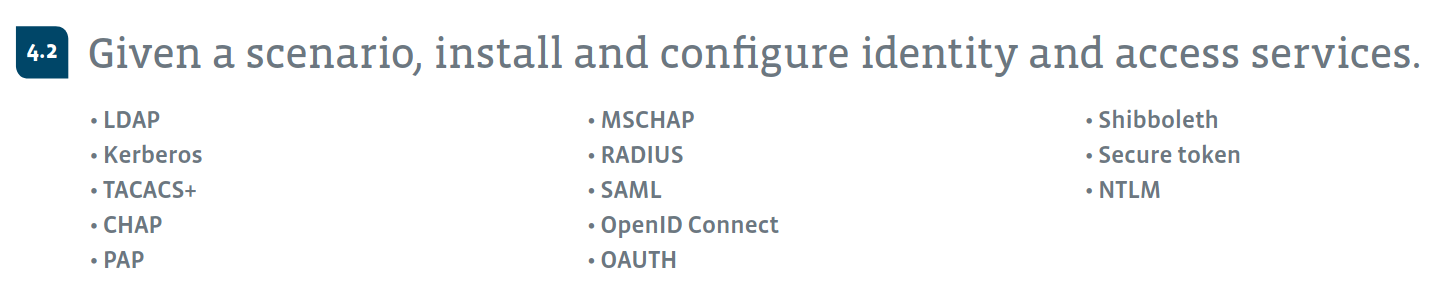 4.2 Given a scenario, install and configure identity and access services.
• LDAP
• Kerberos
• TACACS+
• CHAP
• PAP
• MSCHAP
• RADIUS
• SAML
• OpenID Connect
• OAUTH
• Shibboleth
• Secure token
• NTLM